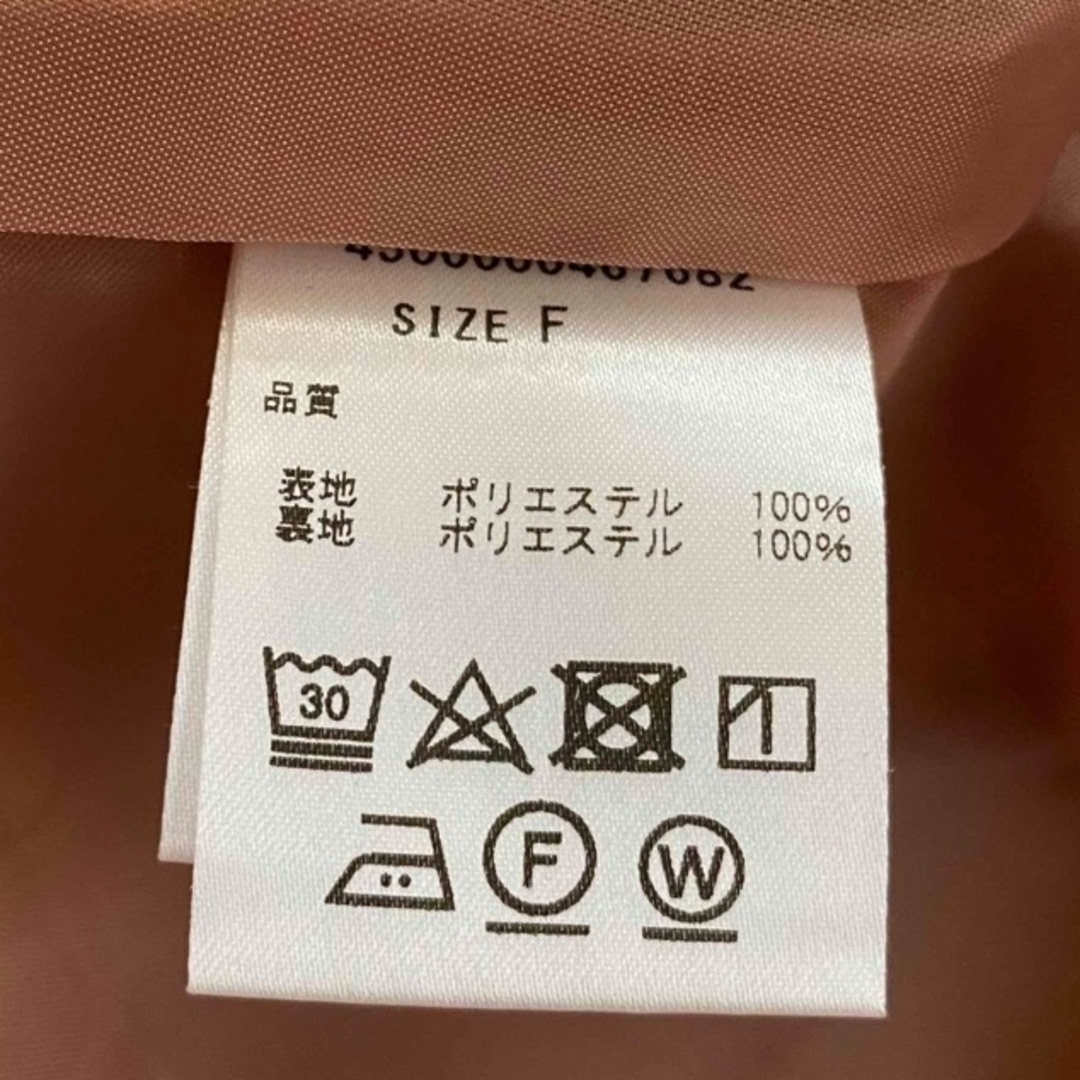 SIZE F
品質
表地 ポリエステル 100%
裏地 ポリエステル 100%
30
F W